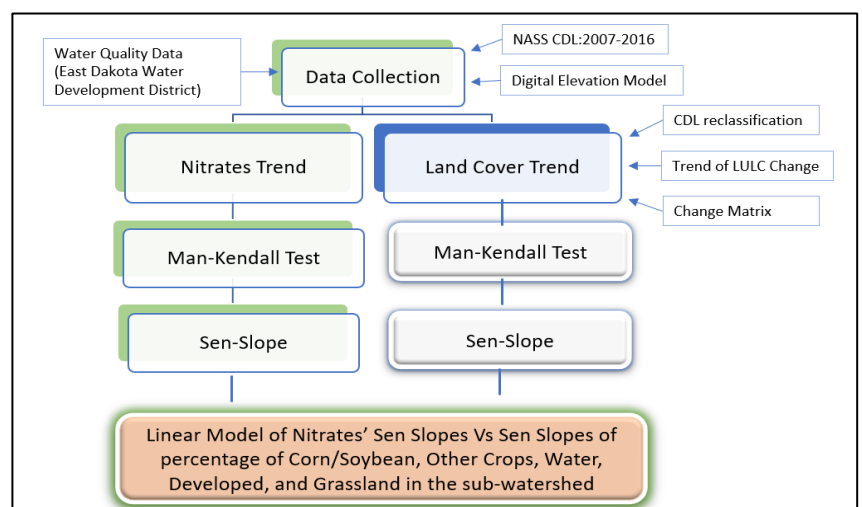 Water Quality Data
(East Dakota Water
Development District)
Data Collection
NASS CDL:2007-2016
Digital Elevation Model
Nitrates Trend
Land Cover Trend
CDL reclassification
Trend of LULC Change
Change Matrix
Man-Kendall Test
Man-Kendall Test
Sen-Slope
Sen-Slope
Linear Model of Nitrates’ Sen Slopes Vs Sen Slopes of
percentage of Corn/Soybean, Other Crops, Water,
Developed, and Grassland in the sub-watershed